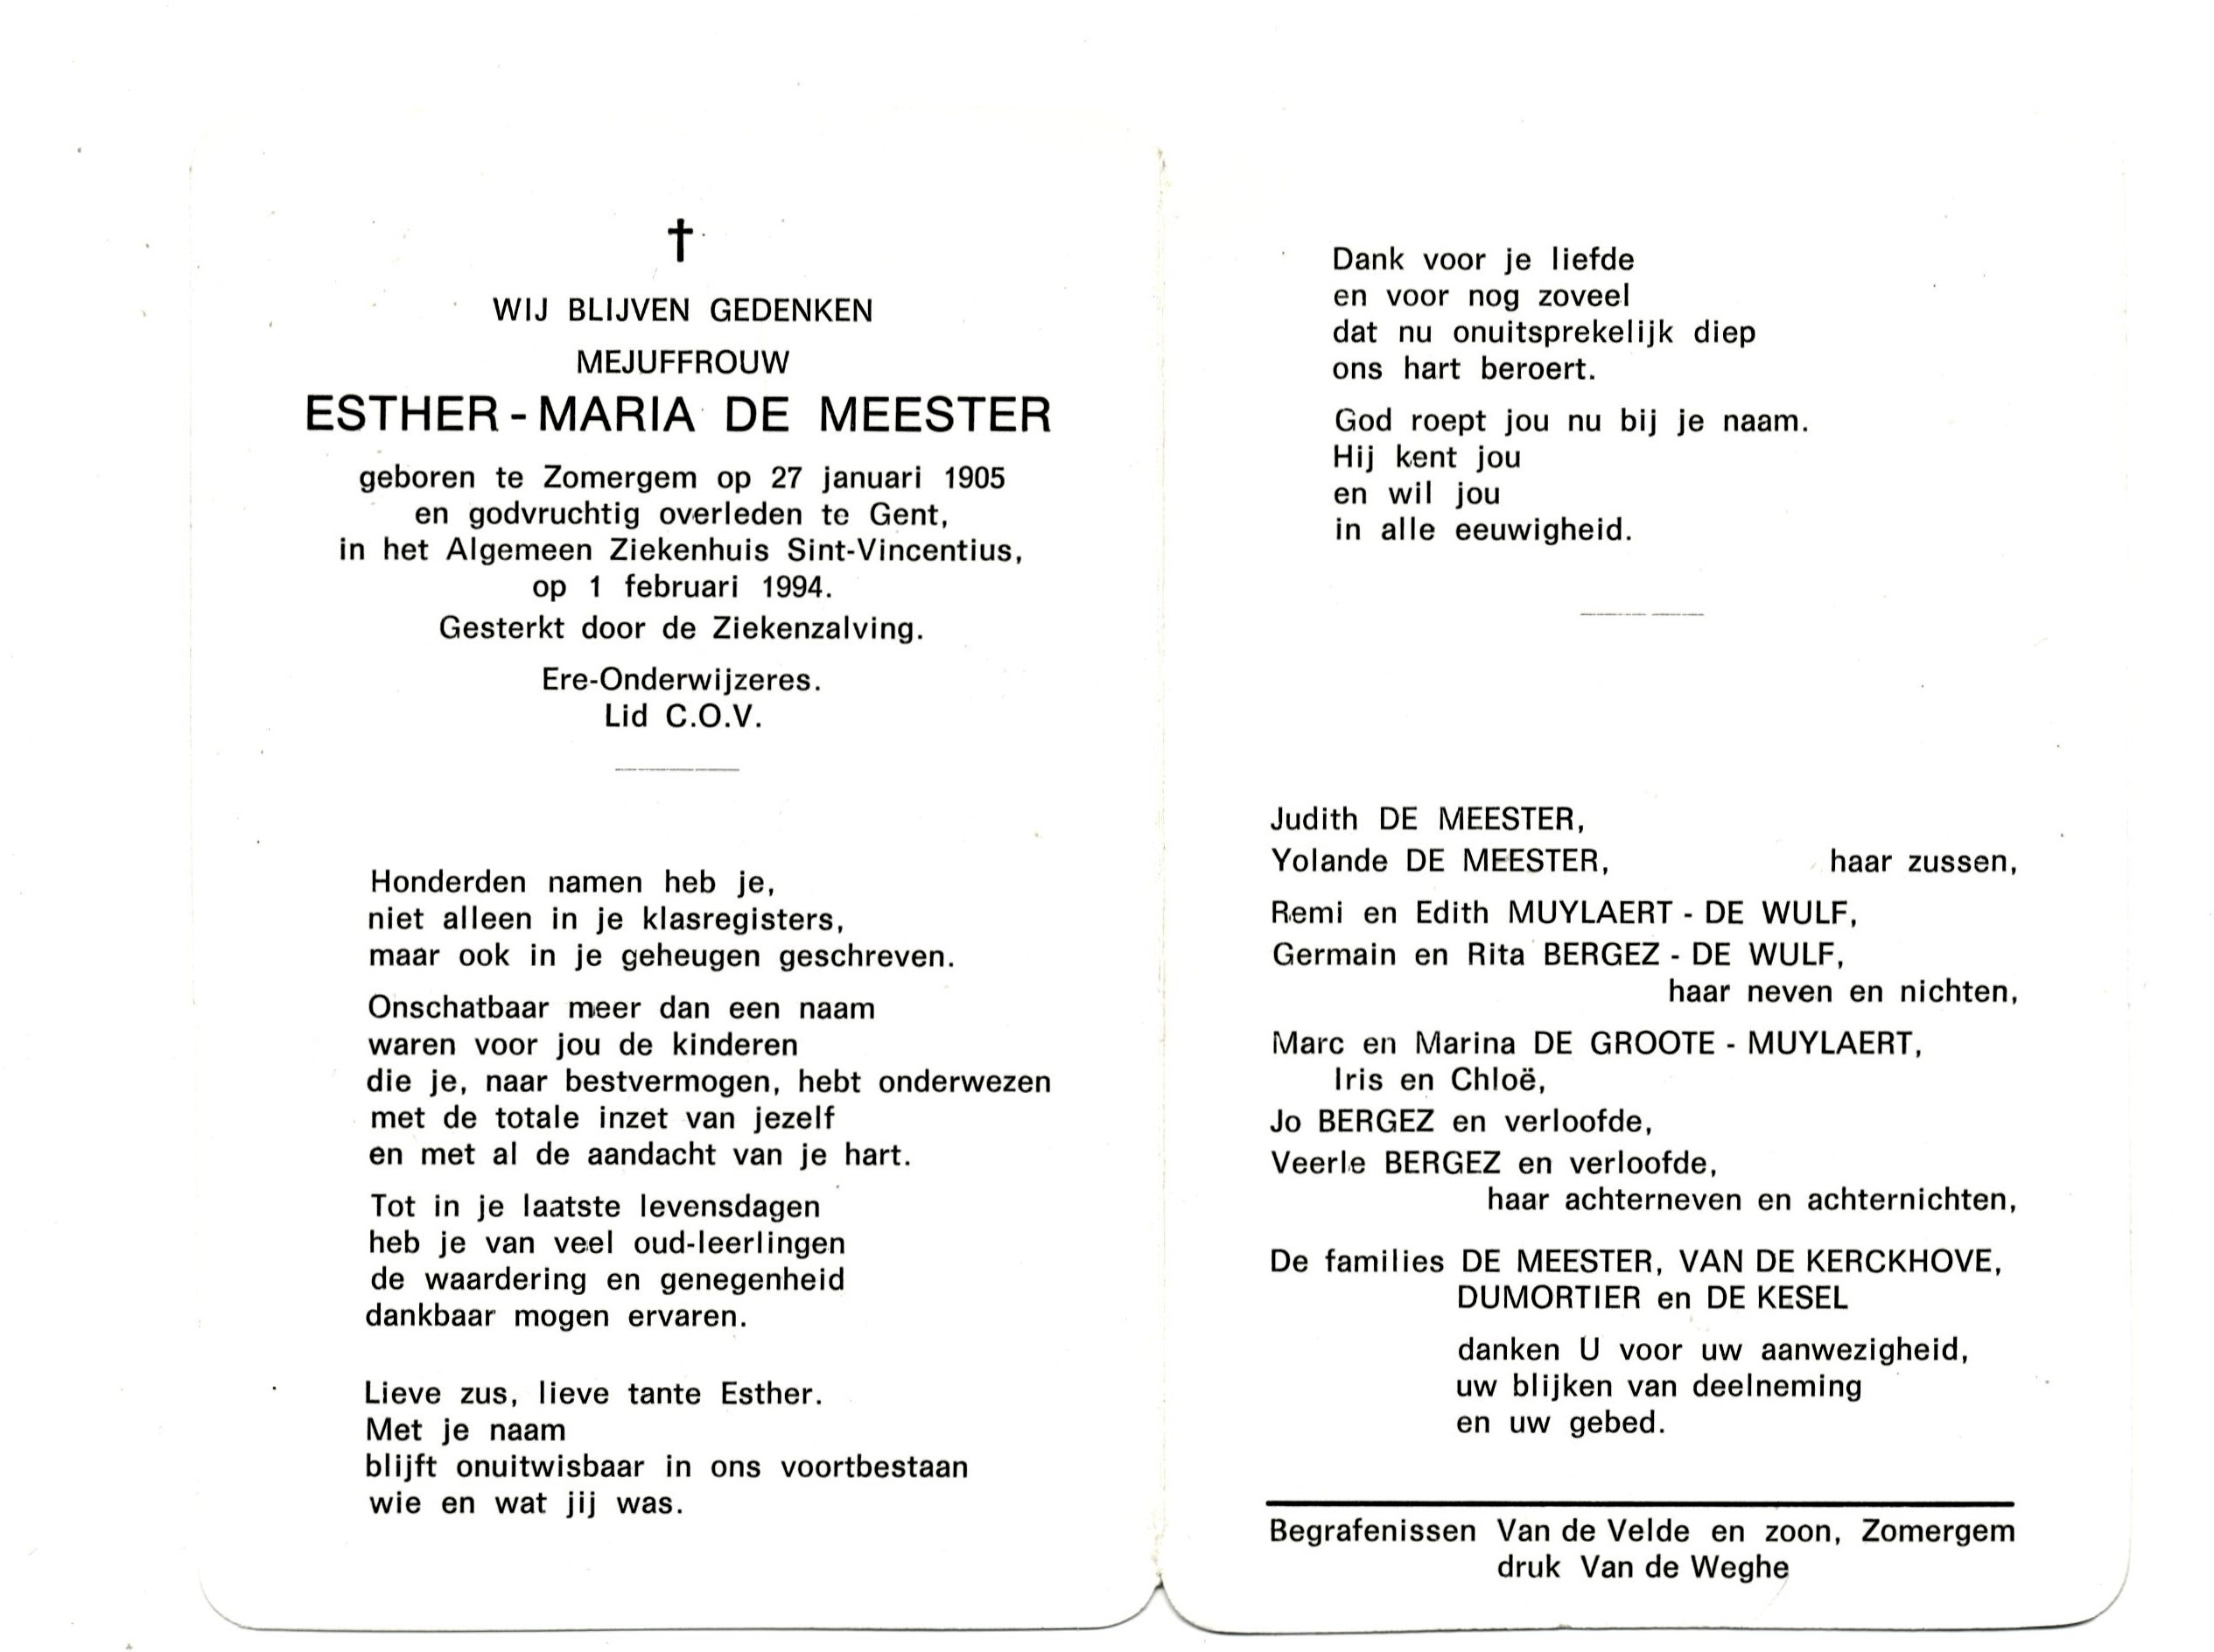 WIJ BLIJVEN GEDENKEN
MEJUFFROUW
ESTHER - MARIA DE MEESTER
geboren te Zomergem op 27 januari 1905
en godvruchtig overleden te Gent,
in het Algemeen Ziekenhuis Sint-Vincentius,
op 1 februari 1994.
Gesterkt door de Ziekenzalving.
Ere-Onderwijzeres.
Lid C.O.V.
Honderden namen heb je,
niet alleen in je klasregisters,
maar ook in je geheugen geschreven.
Onschatbaar meer dan een naam
waren voor jou de kinderen
die je, naar bestvermogen, hebt onderwezen
met de totale inzet van jezelf
en met al de aandacht van je hart.
Tot in je laatste levensdagen
heb je van veel oud-leerlingen
de waardering en genegenheid
dankbaar mogen ervaren.
Lieve zus, lieve tante Esther.
Met je naam
blijft onuitwisbaar in ons voortbestaan
wie en wat jij was.
Dank voor je liefde
en voor nog zoveel
dat nu onuitsprekelijk diep
ons hart beroert.
God roept jou nu bij je naam.
Hij kent jou
en wil jou
in alle eeuwigheid.
Judith DE MEESTER,
Yolande DE MEESTER, haar zussen,
Remi en Edith MUYLAERT - DE WULF,
Germain en Rita BERGEZ - DE WULF,
haar neven en nichten,
Marc en Marina DE GROOTE - MUYLAERT,
Iris en Chloë,
Jo BERGEZ en verloofde,
Veerle BERGEZ en verloofde,
haar achterneven en achternichten,
De families DE MEESTER, VAN DE KERCKHOVE,
DUMORTIER en DE KESEL
danken U voor uw aanwezigheid,
uw blijken van deelneming
en uw gebed.
Begrafenissen Van de Velde en zoon, Zomergem
druk Van de Weghe